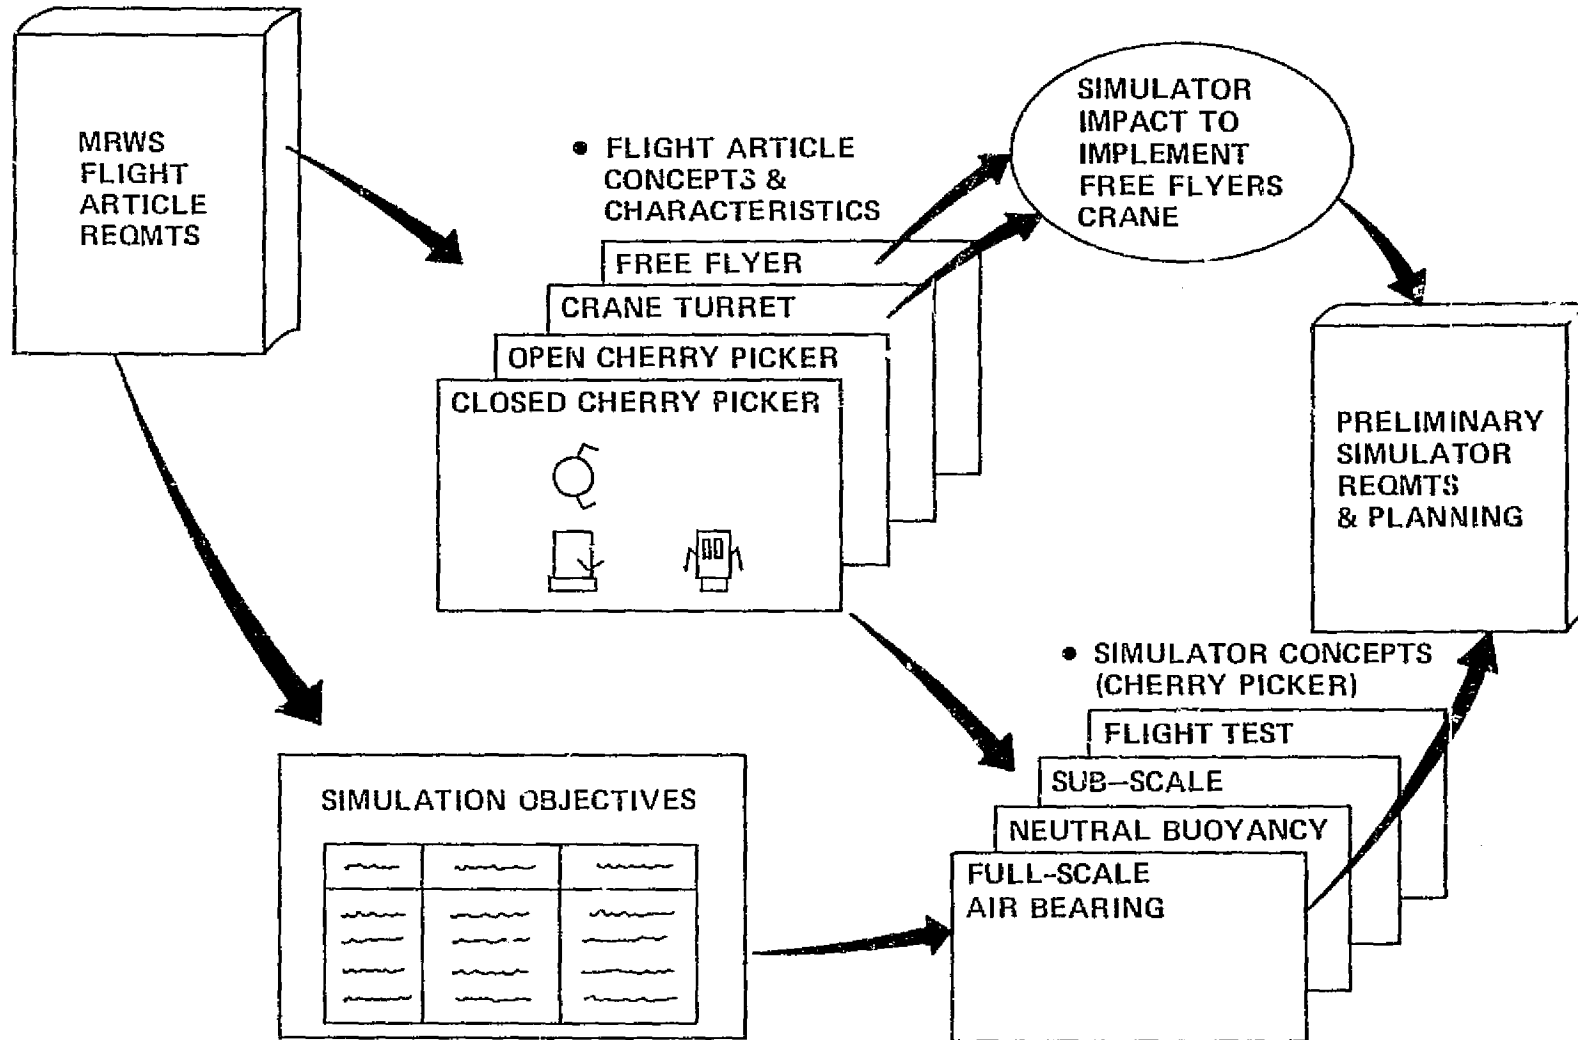 MRWS
FLIGHT
ARTICLE
REQMTS
• FLIGHT ARTICLE
CONCEPTS &
CHARACTERISTICS
FREE FLYER
CRANE TURRET
OPEN CHERRY PICKER
CLOSED CHERRY PICKER
SIMULATOR
IMPACT TO
IMPLEMENT
FREE FLYERS
CRANE
PRELIMINARY
SIMULATOR
REQMTS
& PLANNING
SIMULATION OBJECTIVES
• SIMULATOR CONCEPTS
(CHERRY PICKER)
FLIGHT TEST
SUB-SCALE
NEUTRAL BUOYANCY
FULL-SCALE
AIR BEARING